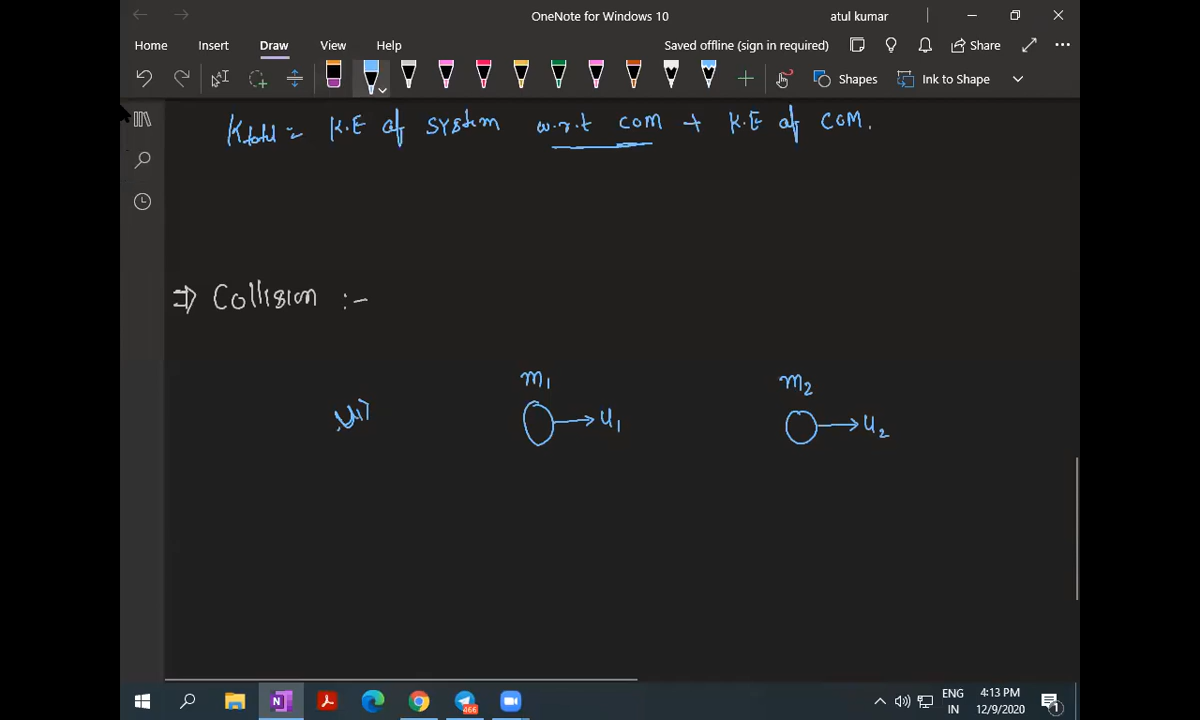 OneNote for Windows 10
atul kumar
Home Insert Draw View Help
Saved offline (sign in required)
Share
Shapes
Ink to Shape
Ktotal = K.E of system w.r.t COM + K.E of COM.
⇒ Collision :-
m1
m2
u1
u2
466
ENG
IN
4:13 PM
12/9/2020
1